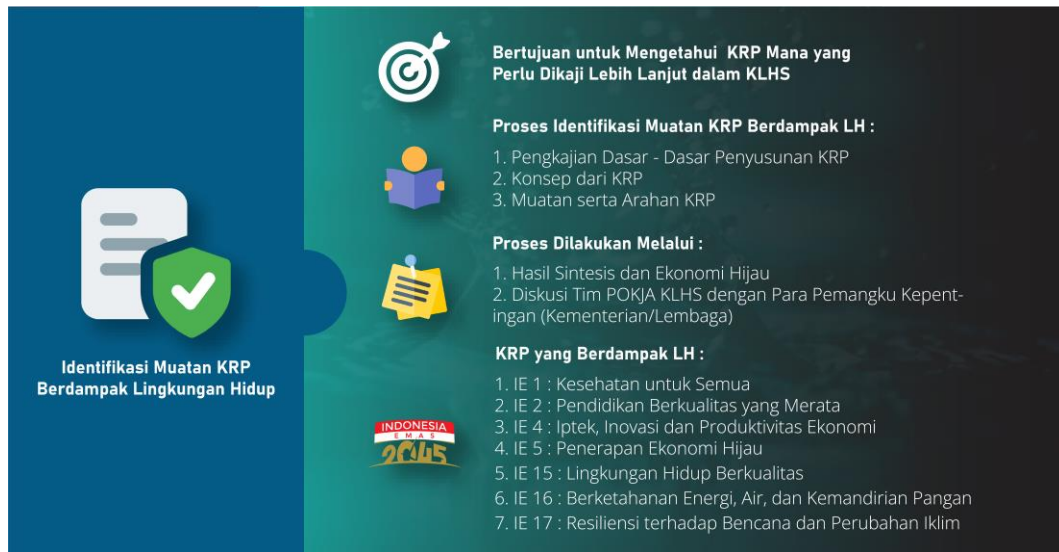 Identifikasi Muatan KRP
Berdampak Lingkungan Hidup
Bertujuan untuk Mengetahui KRP Mana yang
Perlu Dikaji Lebih Lanjut dalam KLHS
Proses Identifikasi Muatan KRP Berdampak LH :
1. Pengkajian Dasar - Dasar Penyusunan KRP
2. Konsep dari KRP
3. Muatan serta Arahan KRP
Proses Dilakukan Melalui :
1. Hasil Sintesis dan Ekonomi Hijau
2. Diskusi Tim POKJA KLHS dengan Para Pemangku Kepent-
ingan (Kementerian/Lembaga)
KRP yang Berdampak LH :
1. IE 1 : Kesehatan untuk Semua
2. IE 2 : Pendidikan Berkualitas yang Merata
3. IE 4 : Iptek, Inovasi dan Produktivitas Ekonomi
4. IE 5 : Penerapan Ekonomi Hijau
5. IE 15 : Lingkungan Hidup Berkualitas
6. IE 16 : Berketahanan Energi, Air, dan Kemandirian Pangan
7. IE 17 : Resiliensi terhadap Bencana dan Perubahan Iklim
INDONESIA
EMAS
2045